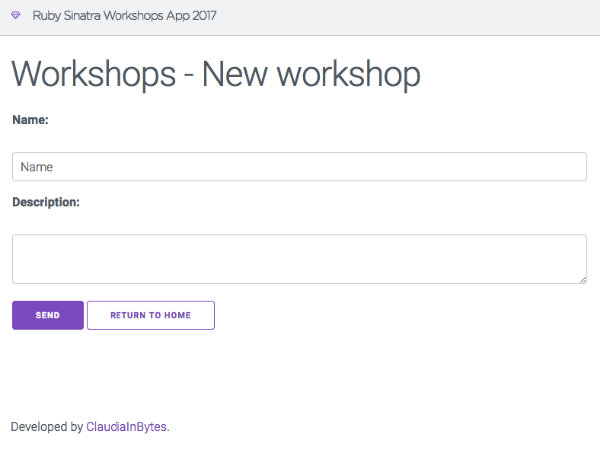 Ruby Sinatra Workshops App 2017
Workshops - New workshop
Name:
Name
Description:
SEND
RETURN TO HOME
Developed by ClaudiaInBytes.